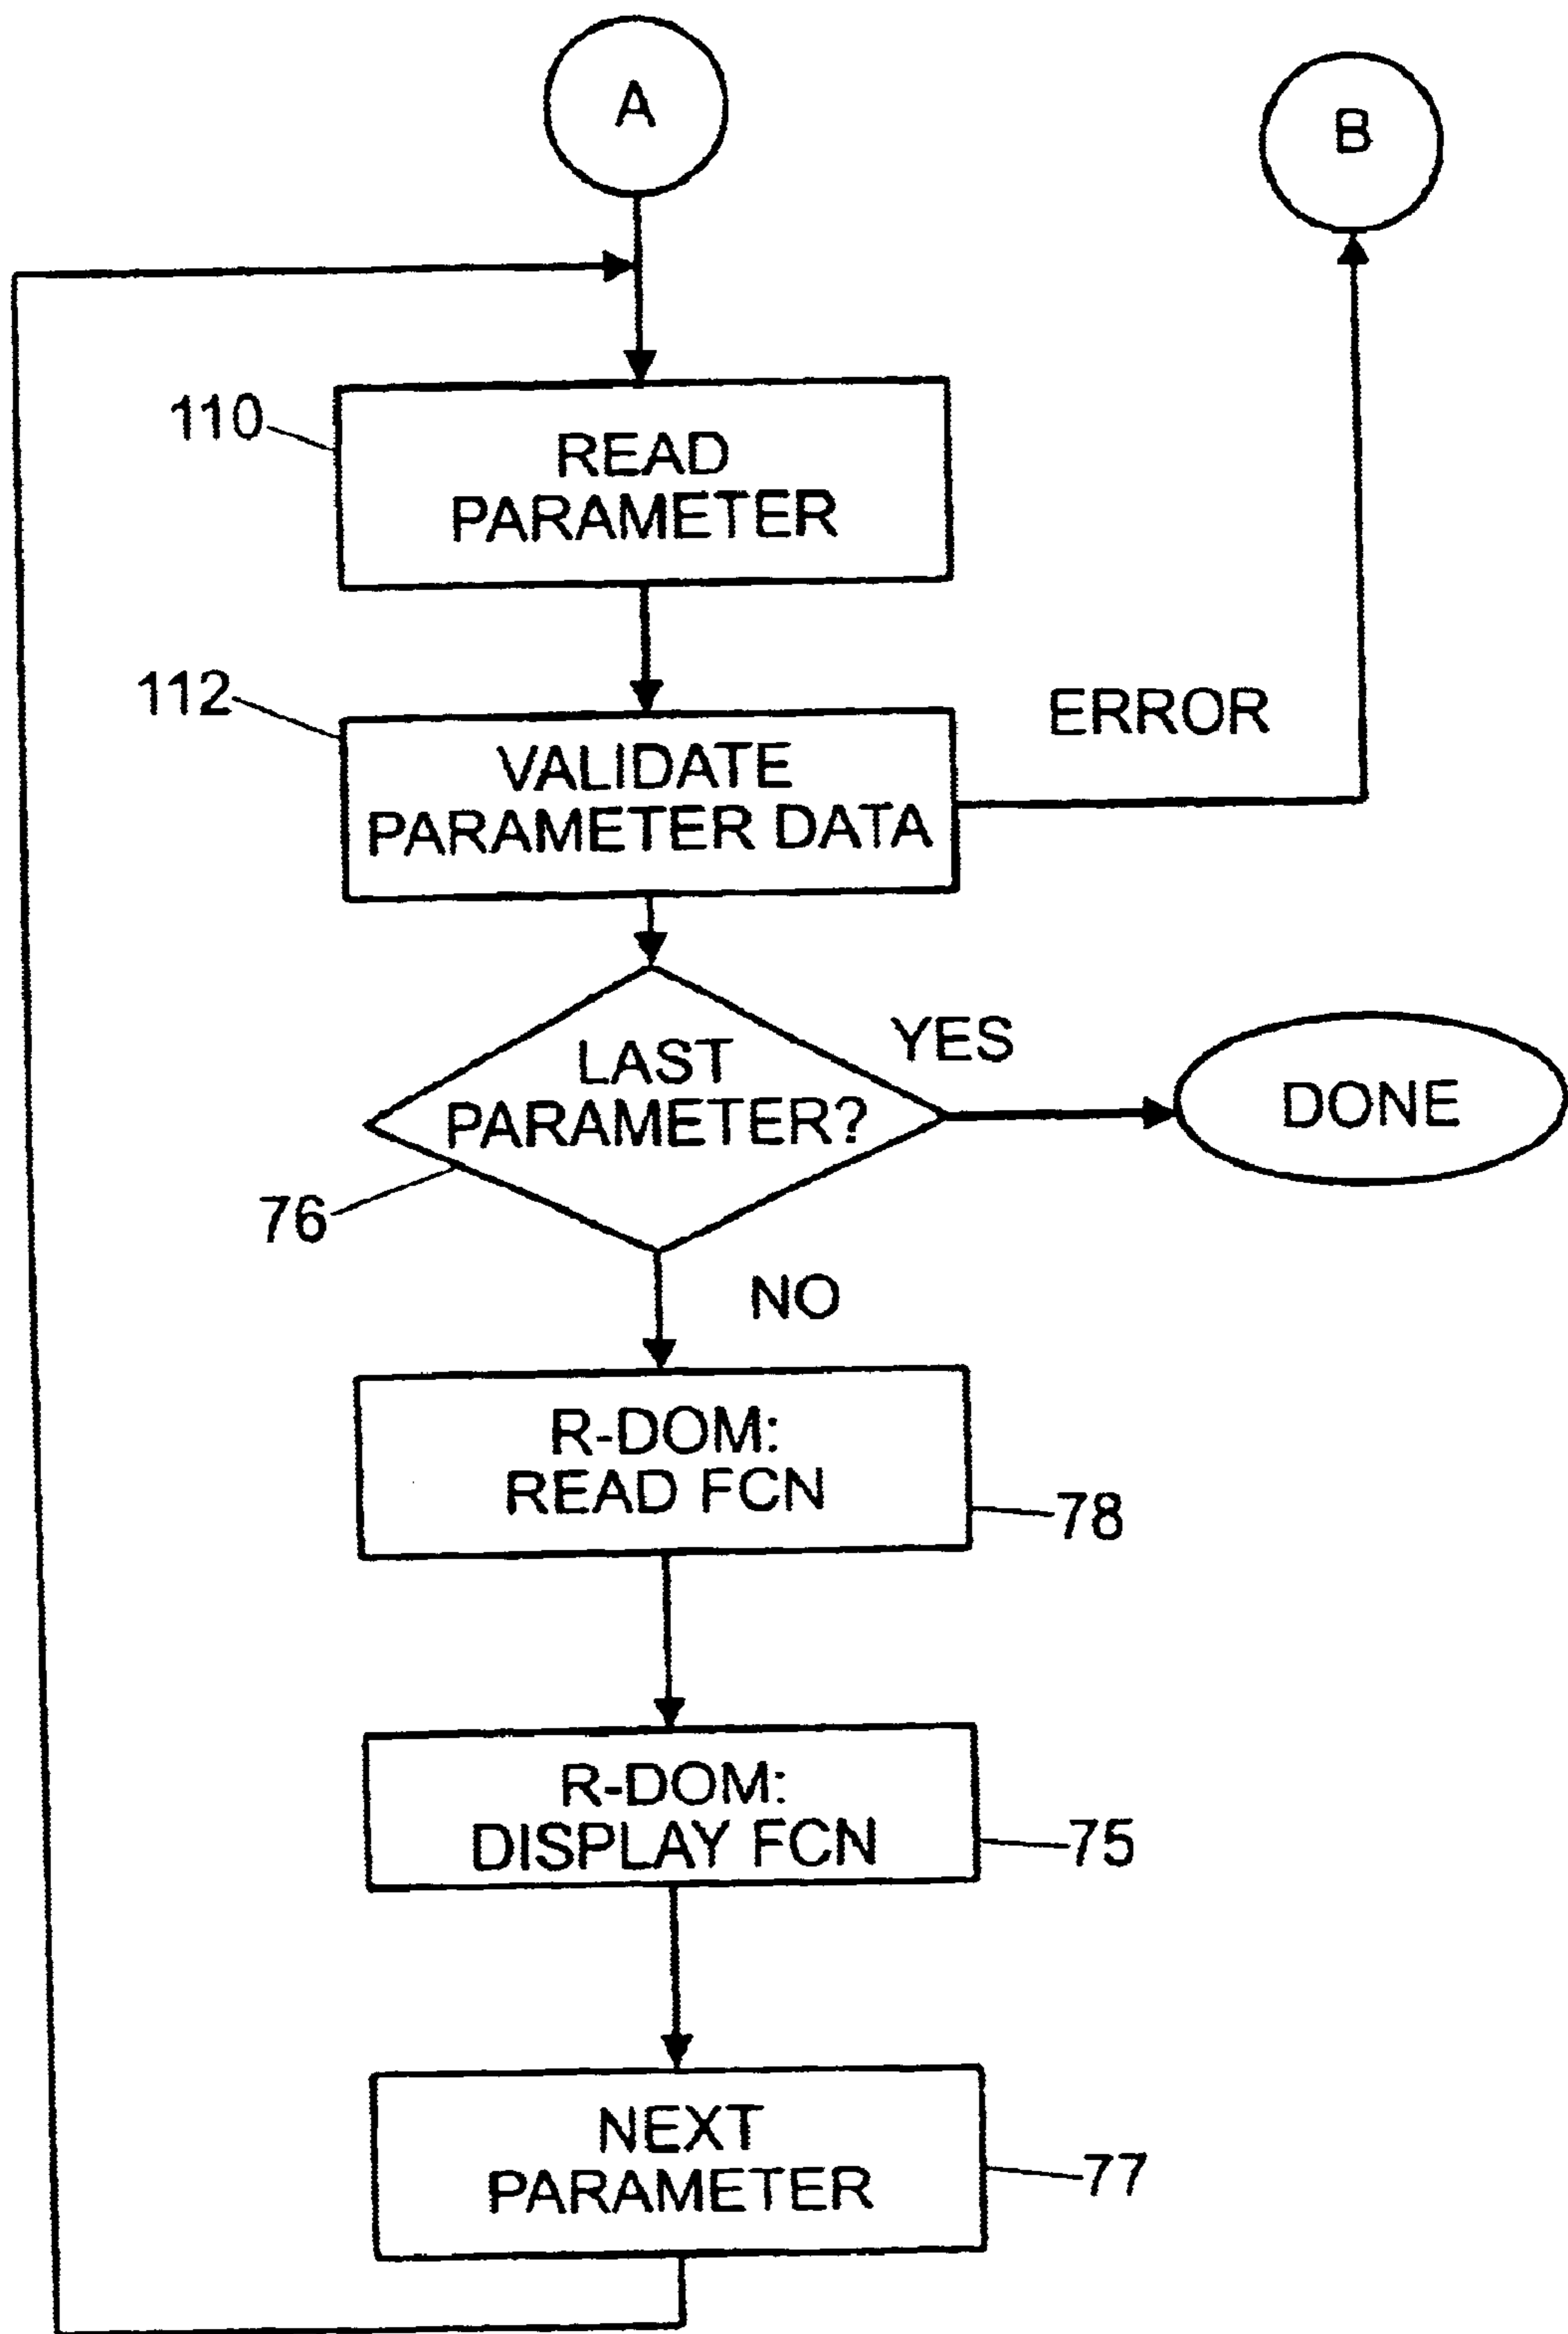 A
B
110
READ
PARAMETER
112
VALIDATE
PARAMETER DATA
ERROR
LAST
PARAMETER?
YES
DONE
76
NO
R-DOM:
READ FCN
78
R-DOM:
DISPLAY FCN
75
NEXT
PARAMETER
77